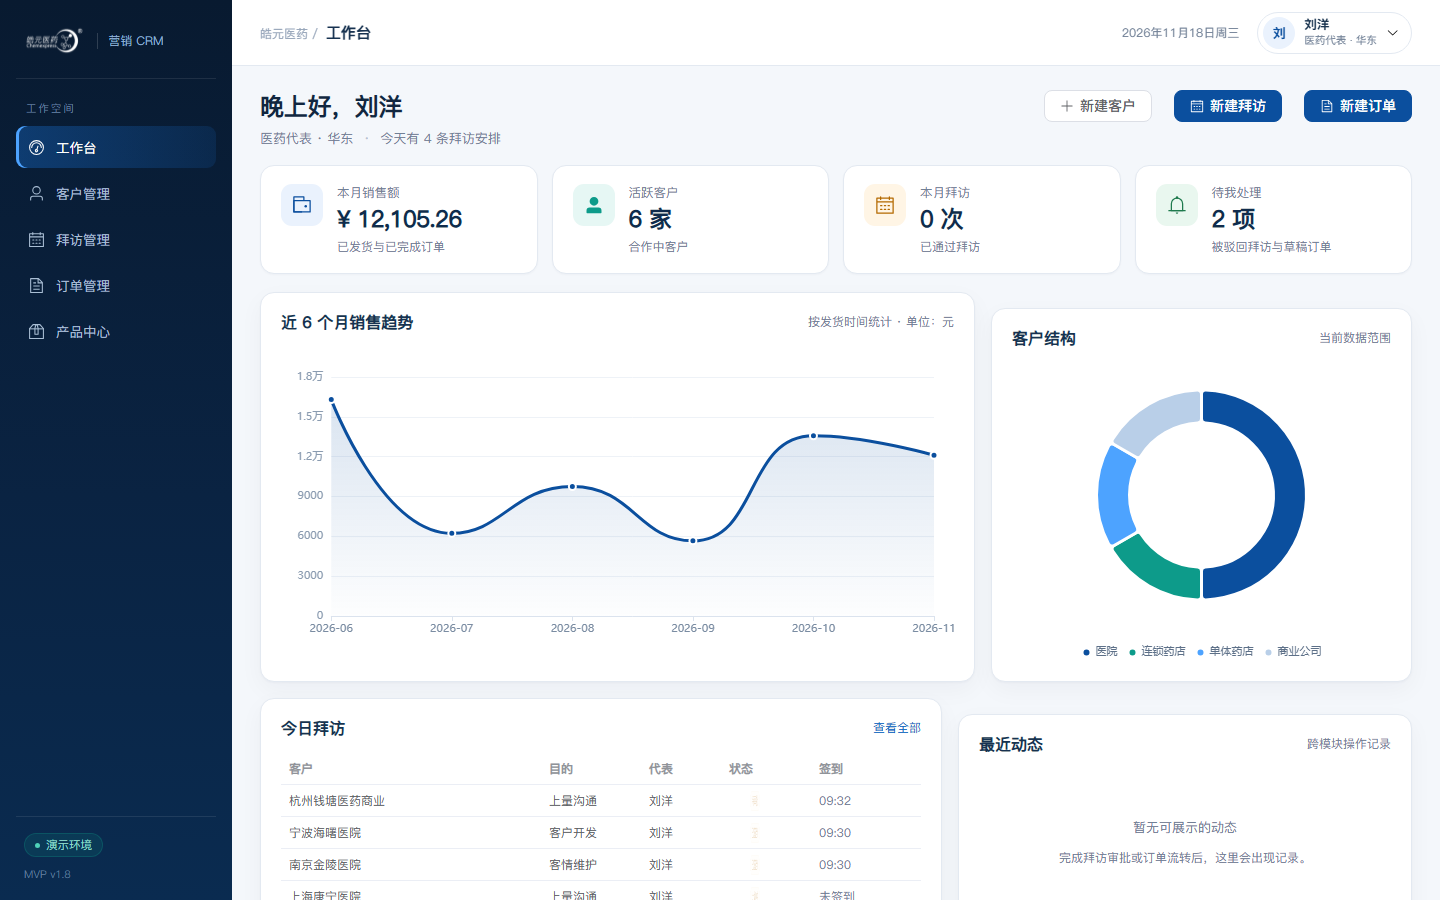 皓元医药
营销 CRM
工作空间
工作台
客户管理
拜访管理
订单管理
产品中心
演示环境
MVP v1.8
皓元医药 / 工作台
2026年11月18日周三
刘
刘洋
医药代表 · 华东
晚上好，刘洋
医药代表 · 华东 · 今天有 4 条拜访安排
新建客户
新建拜访
新建订单
本月销售额
¥ 12,105.26
已发货与已完成订单
活跃客户
6 家
合作中客户
本月拜访
0 次
已通过拜访
待我处理
2 项
被驳回拜访与草稿订单
近 6 个月销售趋势
按发货时间统计 · 单位：元
1.8万
1.5万
1.2万
9000
6000
3000
0
2026-06 2026-07 2026-08 2026-09 2026-10 2026-11
客户结构
当前数据范围
医院 连锁药店 单体药店 商业公司
今日拜访
查看全部
客户 目的 代表 状态 签到
杭州钱塘医药商业 上量沟通 刘洋 09:32
宁波海曙医院 客户开发 刘洋 09:30
南京金陵医院 客情维护 刘洋 09:30
上海康宁医院 上量沟通 刘洋 未签到
最近动态
跨模块操作记录
暂无可展示的动态
完成拜访审批或订单流转后，这里会出现记录。